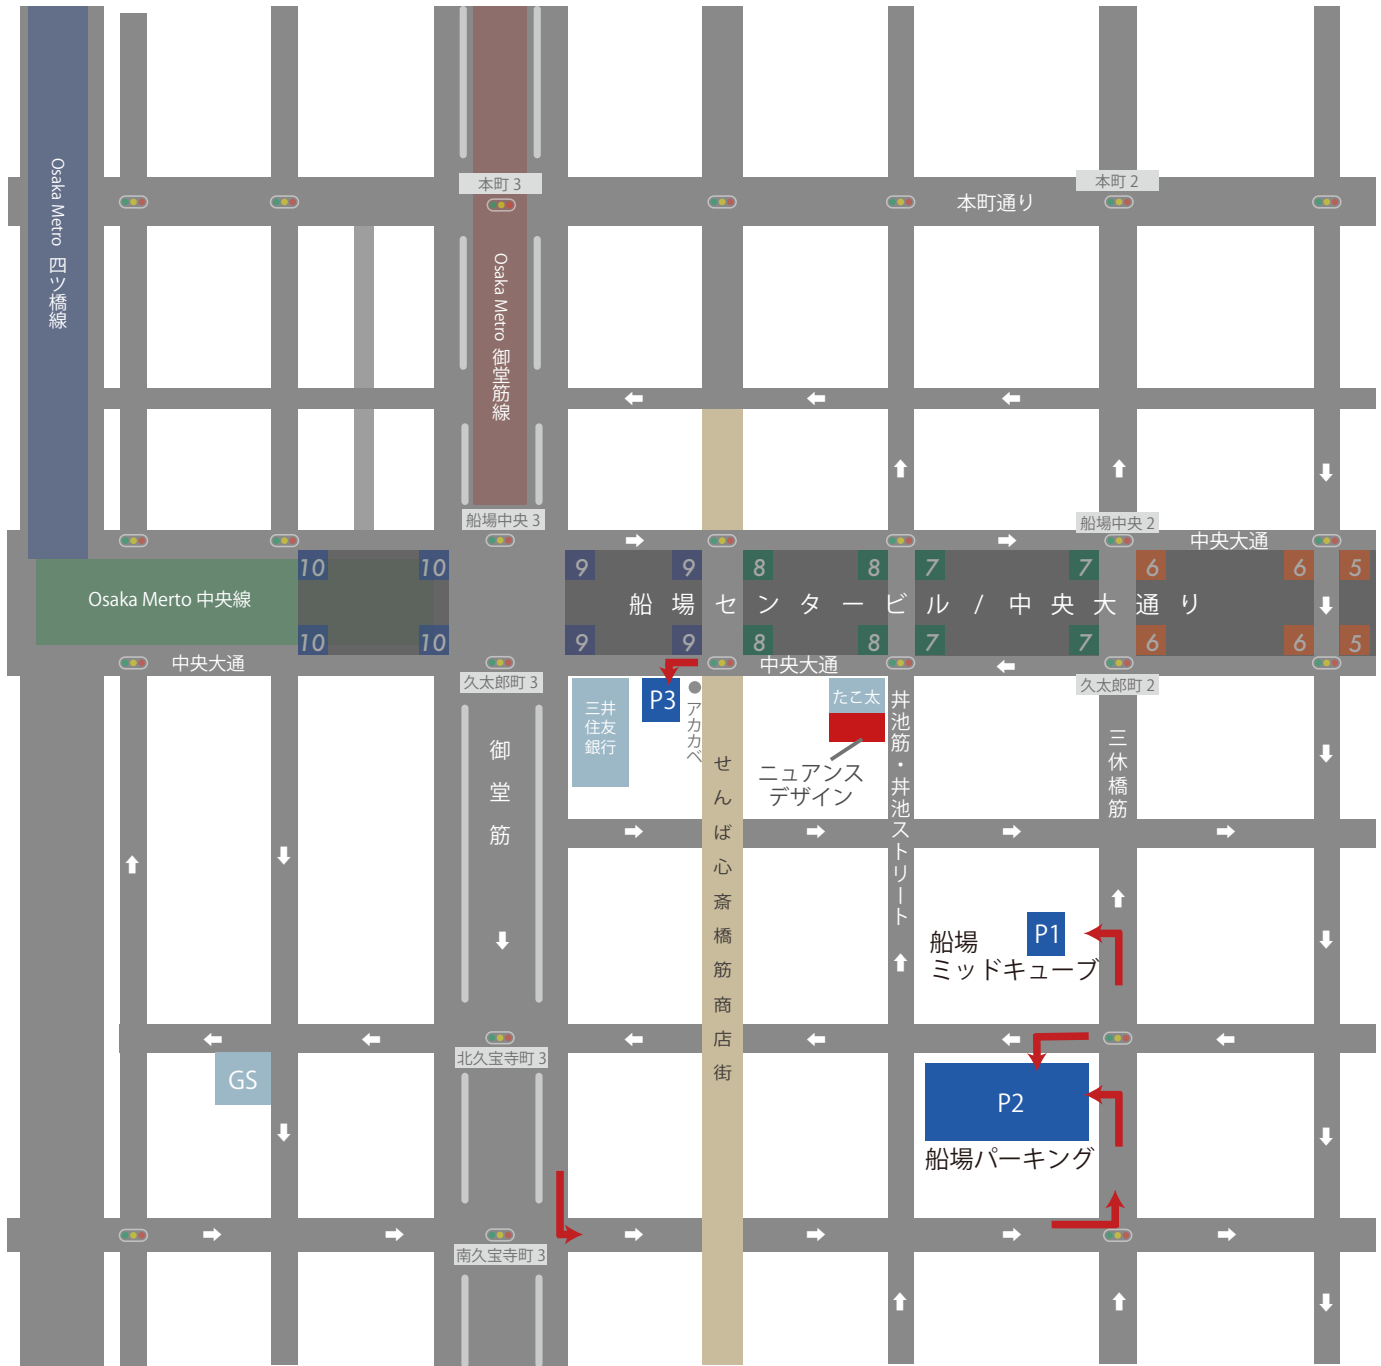 Osaka Metro 四ツ橋線
本町 3
本町 2
本町通り
Osaka Metro 御堂筋線
船場中央 3
船場中央 2
中央大通
10
10
9
9
8
8
7
7
6
6
5
Osaka Merto 中央線
船場センタービル / 中央大通り
10
10
9
9
8
8
7
7
6
6
5
中央大通
中央大通
久太郎町 3
久太郎町 2
三井
住友
銀行
P3
アカカベ
たこ太
ニュアンス
デザイン
御堂筋
せんば心斎橋筋商店街
丼池筋・丼池ストリート
三休橋筋
船場
ミッドキューブ
P1
北久宝寺町 3
GS
P2
船場パーキング
南久宝寺町 3